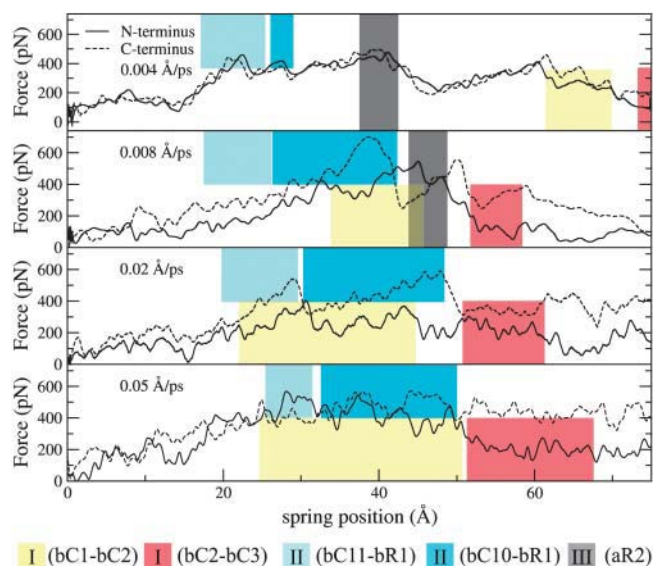 N-terminus
C-terminus
0.004 Å/ps
Force (pN)
600
400
200
0
0.008 Å/ps
Force (pN)
600
400
200
0
0.02 Å/ps
Force (pN)
600
400
200
0
0.05 Å/ps
Force (pN)
600
400
200
0
0 20 40 60
spring position (Å)
I (bC1-bC2) I (bC2-bC3) II (bC11-bR1) II (bC10-bR1) III (aR2)